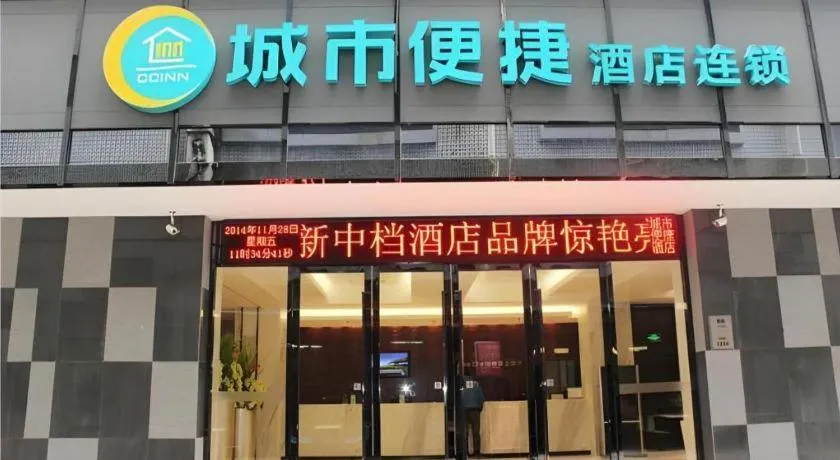 inn
CCINN
城市便捷 酒店连锁
2014年11月28日
星期五
11时34分41秒
新中档酒店品牌惊艳
城市
便捷
酒店